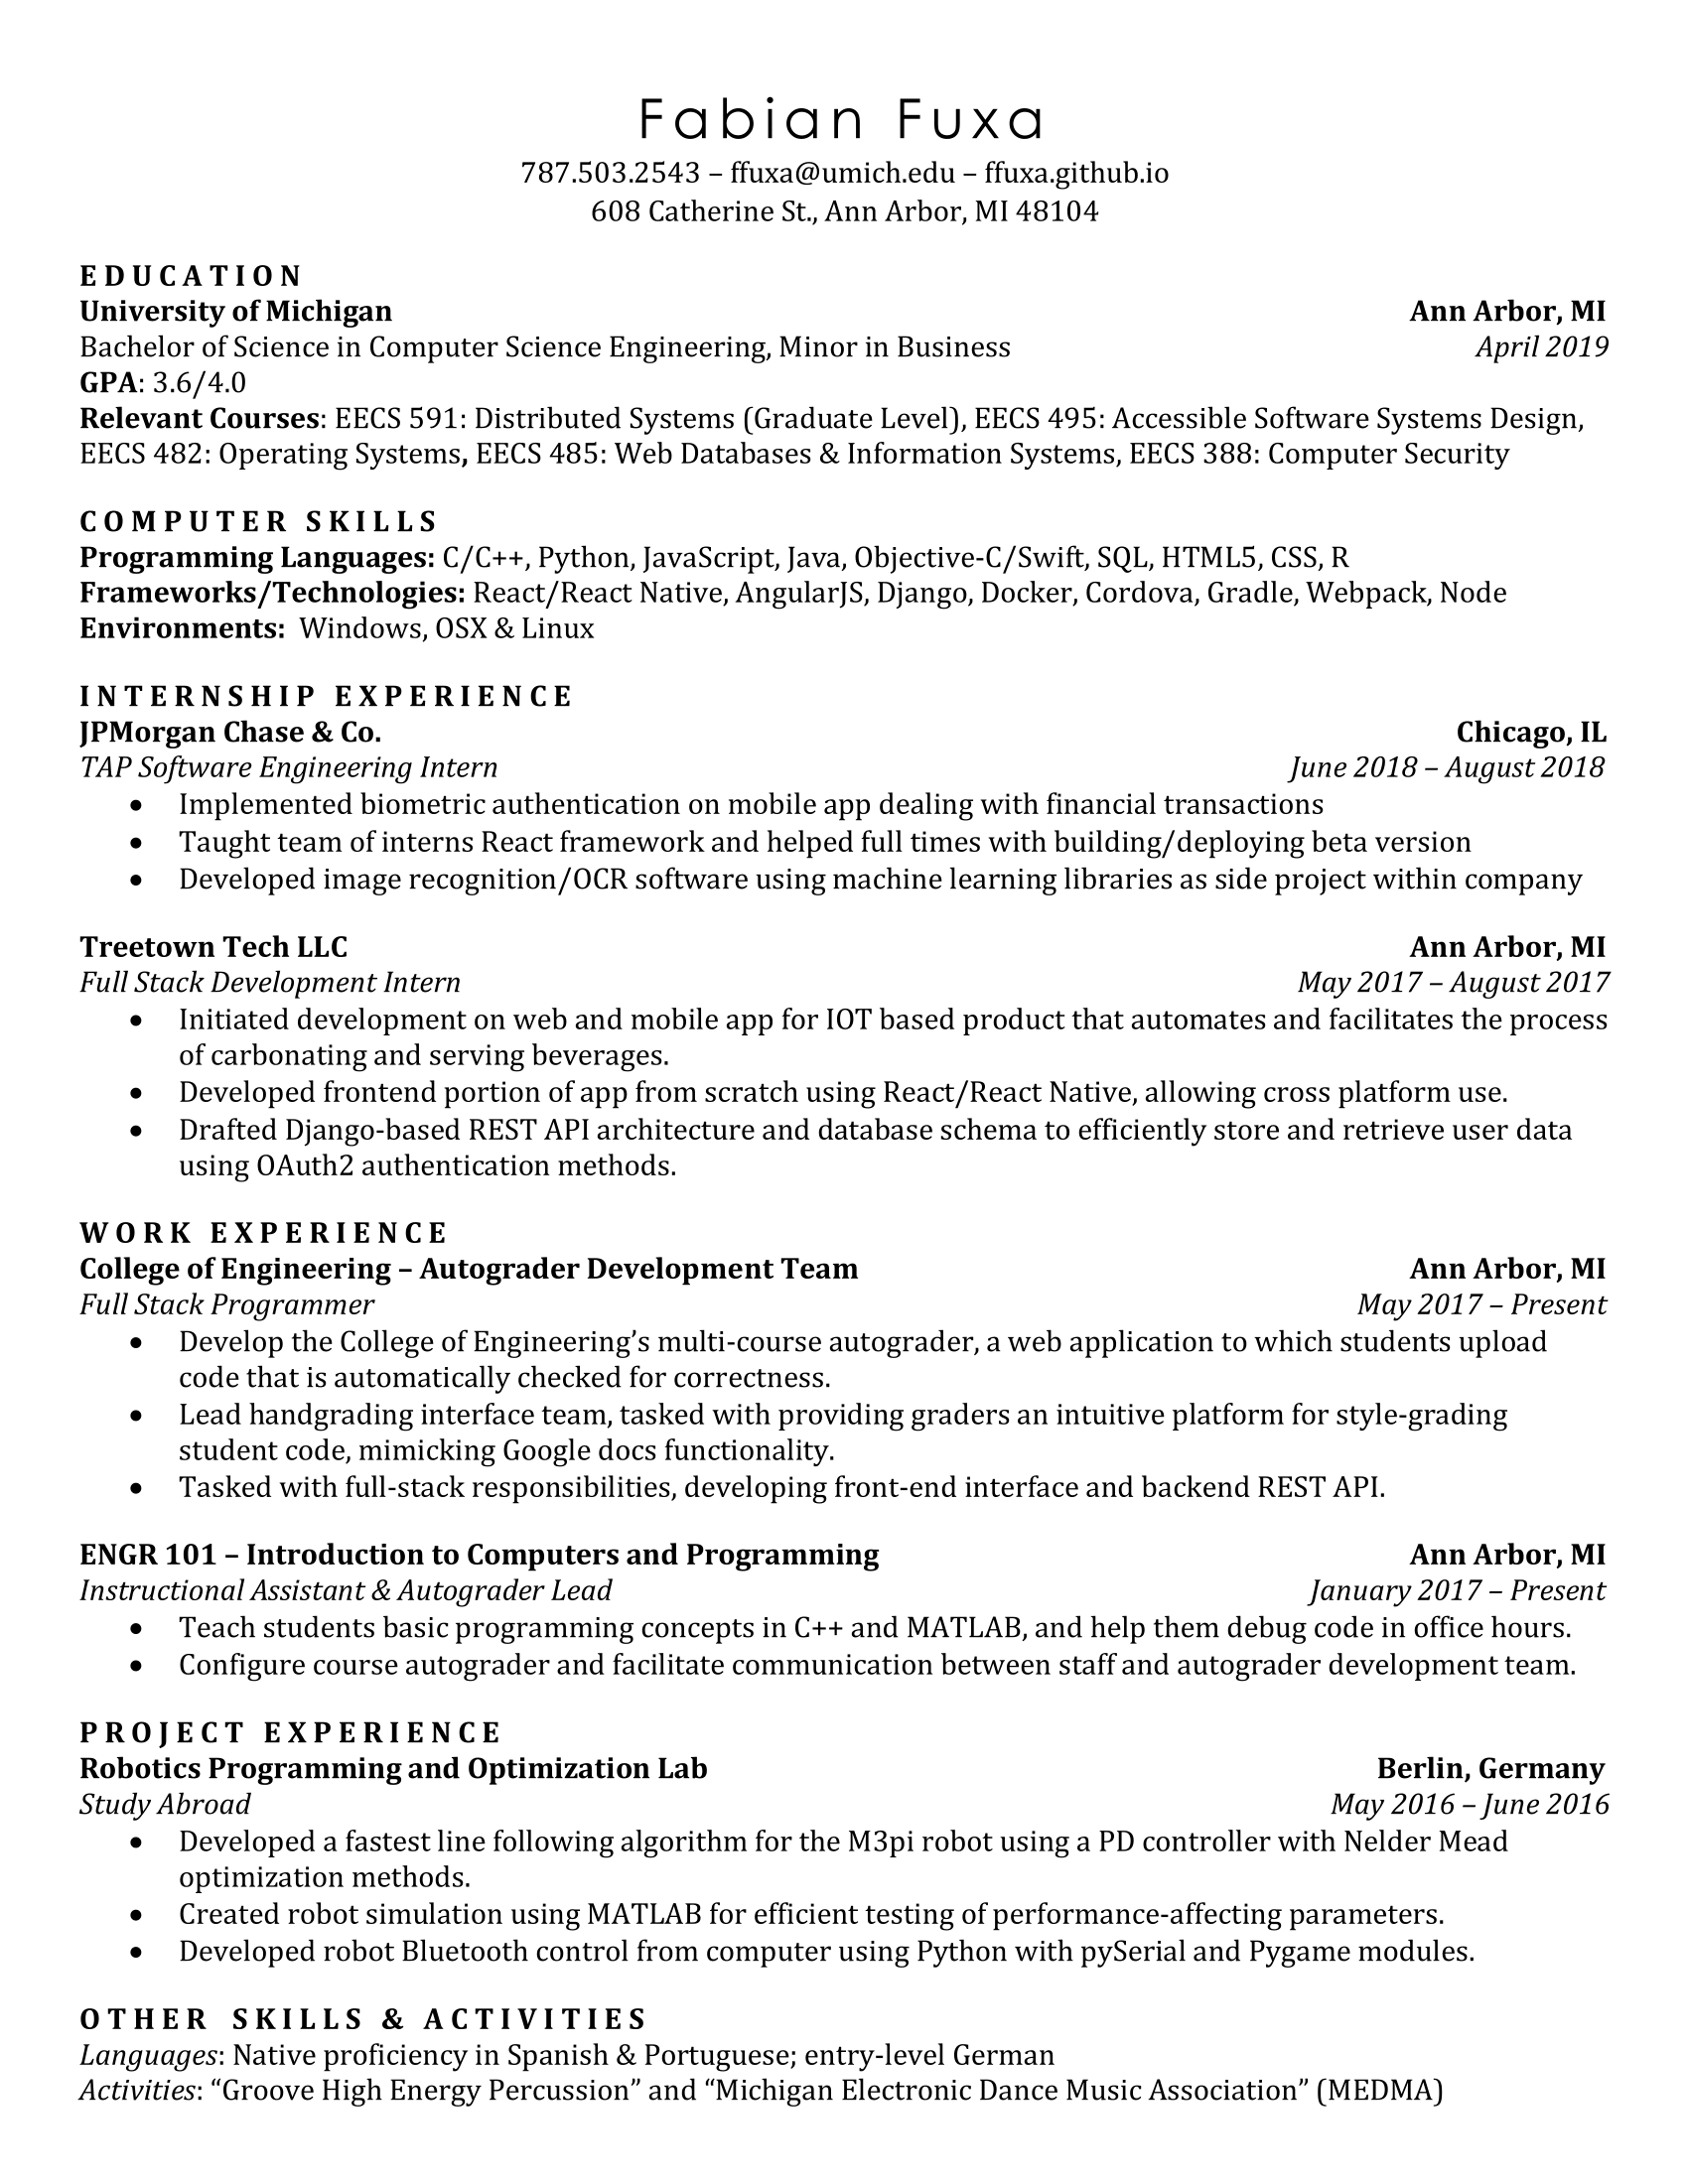 Fabian Fuxa
787.503.2543 – ffuxa@umich.edu – ffuxa.github.io
608 Catherine St., Ann Arbor, MI 48104
EDUCATION
University of Michigan Ann Arbor, MI
Bachelor of Science in Computer Science Engineering, Minor in Business April 2019
GPA: 3.6/4.0
Relevant Courses: EECS 591: Distributed Systems (Graduate Level), EECS 495: Accessible Software Systems Design,
EECS 482: Operating Systems, EECS 485: Web Databases & Information Systems, EECS 388: Computer Security
COMPUTER SKILLS
Programming Languages: C/C++, Python, JavaScript, Java, Objective-C/Swift, SQL, HTML5, CSS, R
Frameworks/Technologies: React/React Native, AngularJS, Django, Docker, Cordova, Gradle, Webpack, Node
Environments: Windows, OSX & Linux
INTERNSHIP EXPERIENCE
JPMorgan Chase & Co. Chicago, IL
TAP Software Engineering Intern June 2018 – August 2018
• Implemented biometric authentication on mobile app dealing with financial transactions
• Taught team of interns React framework and helped full times with building/deploying beta version
• Developed image recognition/OCR software using machine learning libraries as side project within company
Treetown Tech LLC Ann Arbor, MI
Full Stack Development Intern May 2017 – August 2017
• Initiated development on web and mobile app for IOT based product that automates and facilitates the process
of carbonating and serving beverages.
• Developed frontend portion of app from scratch using React/React Native, allowing cross platform use.
• Drafted Django-based REST API architecture and database schema to efficiently store and retrieve user data
using OAuth2 authentication methods.
WORK EXPERIENCE
College of Engineering – Autograder Development Team Ann Arbor, MI
Full Stack Programmer May 2017 – Present
• Develop the College of Engineering’s multi-course autograder, a web application to which students upload
code that is automatically checked for correctness.
• Lead handgrading interface team, tasked with providing graders an intuitive platform for style-grading
student code, mimicking Google docs functionality.
• Tasked with full-stack responsibilities, developing front-end interface and backend REST API.
ENGR 101 – Introduction to Computers and Programming Ann Arbor, MI
Instructional Assistant & Autograder Lead January 2017 – Present
• Teach students basic programming concepts in C++ and MATLAB, and help them debug code in office hours.
• Configure course autograder and facilitate communication between staff and autograder development team.
PROJECT EXPERIENCE
Robotics Programming and Optimization Lab Berlin, Germany
Study Abroad May 2016 – June 2016
• Developed a fastest line following algorithm for the M3pi robot using a PD controller with Nelder Mead
optimization methods.
• Created robot simulation using MATLAB for efficient testing of performance-affecting parameters.
• Developed robot Bluetooth control from computer using Python with pySerial and Pygame modules.
OTHER SKILLS & ACTIVITIES
Languages: Native proficiency in Spanish & Portuguese; entry-level German
Activities: “Groove High Energy Percussion” and “Michigan Electronic Dance Music Association” (MEDMA)